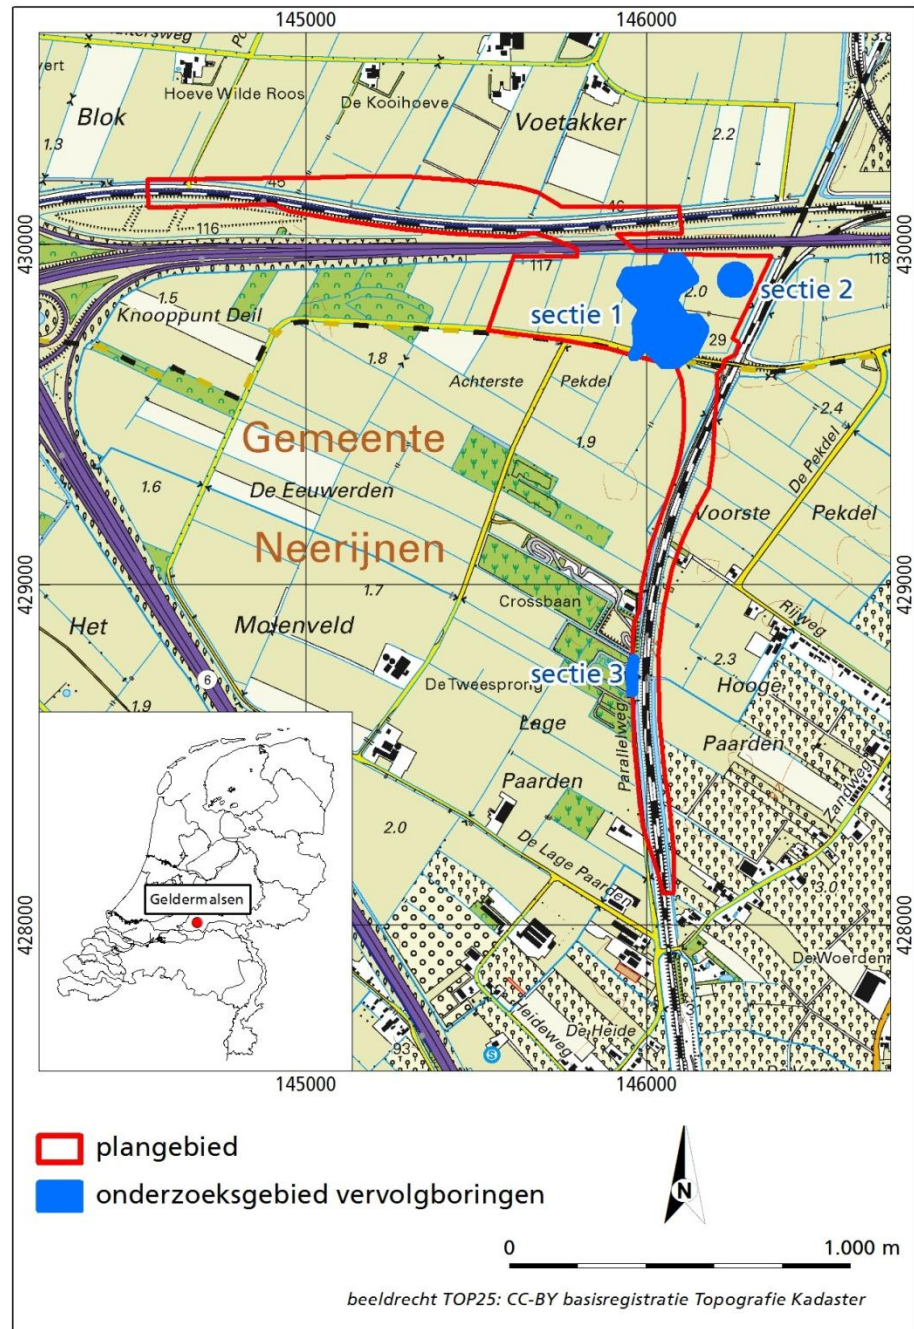 145000
146000
Hoeve Wilde Roos
De Kooihoeve
Blok
Voetakker
1.3
2.2
3.8
45
46
116
117
118
430000
430000
1.5
Knooppunt Deil
2.0
sectie 1
sectie 2
29
1.8
Achterste
Pekdel
1.9
2.4
De Pekdel
Gemeente
1.6
De Eeuwerden
Voorste
Pekdel
Neerijnen
429000
429000
1.7
Crossbaan
Rijweg
Het
Molenveld
6
sectie 3
2.3
De Tweesprong
Hooge
1.9
Lage
Parallelweg
Paarden
Paarden
Zandweg
2.0
De Lage Paarden
3.0
Geldermalsen
428000
428000
De Woerden
Heideweg
De Heide
93
S
145000
146000
plangebied
onderzoeksgebied vervolgboringen
N
0
1.000 m
beeldrecht TOP25: CC-BY basisregistratie Topografie Kadaster